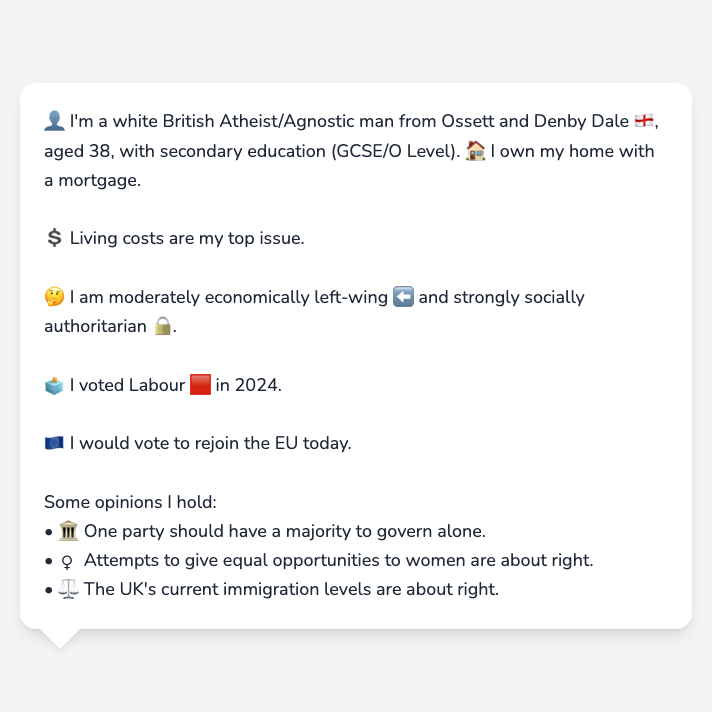 👤 I'm a white British Atheist/Agnostic man from Ossett and Denby Dale 🏴󠁧󠁢󠁥󠁮󠁧󠁿,
aged 38, with secondary education (GCSE/O Level). 🏠 I own my home with
a mortgage.
💲 Living costs are my top issue.
🤔 I am moderately economically left-wing ⬅️ and strongly socially
authoritarian 🔒.
🗳️ I voted Labour 🟥 in 2024.
🇪🇺 I would vote to rejoin the EU today.
Some opinions I hold:
• 🏛️ One party should have a majority to govern alone.
• ♀ Attempts to give equal opportunities to women are about right.
• ⚖️ The UK's current immigration levels are about right.